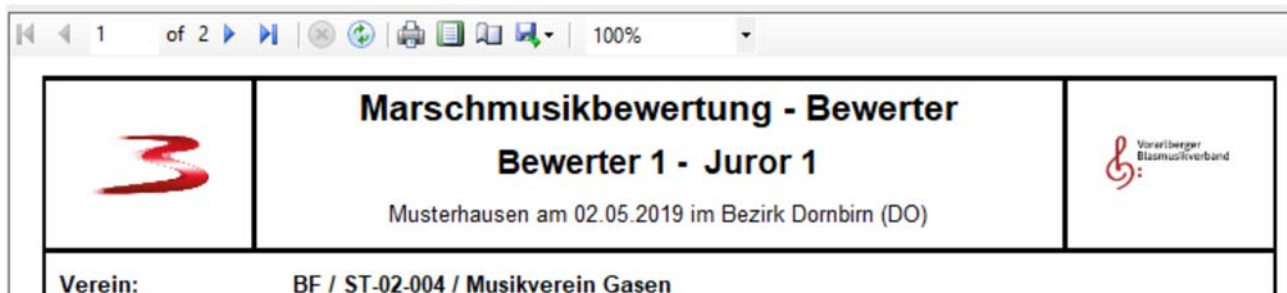 1 of 2 100%
Marschmusikbewertung - Bewerter
Bewerter 1 - Juror 1
Vorarlberger
Blasmusikverband
Musterhausen am 02.05.2019 im Bezirk Dornbirn (DO)
Verein: BF / ST-02-004 / Musikverein Gasen